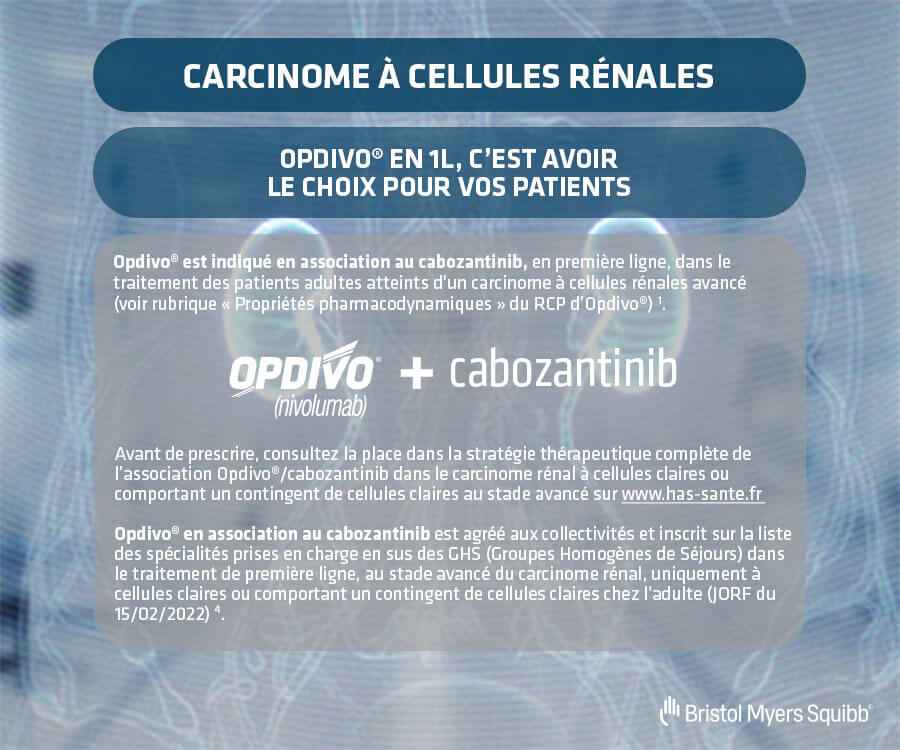 CARCINOME À CELLULES RÉNALES
OPDIVO® EN 1L, C’EST AVOIR
LE CHOIX POUR VOS PATIENTS
Opdivo® est indiqué en association au cabozantinib, en première ligne, dans le
traitement des patients adultes atteints d'un carcinome à cellules rénales avancé
(voir rubrique « Propriétés pharmacodynamiques » du RCP d’Opdivo®) ¹.
OPDIVO® + cabozantinib
(nivolumab)
Avant de prescrire, consultez la place dans la stratégie thérapeutique complète de
l’association Opdivo®/cabozantinib dans le carcinome rénal à cellules claires ou
comportant un contingent de cellules claires au stade avancé sur www.has-sante.fr
Opdivo® en association au cabozantinib est agréé aux collectivités et inscrit sur la liste
des spécialités prises en charge en sus des GHS (Groupes Homogènes de Séjours) dans
le traitement de première ligne, au stade avancé du carcinome rénal, uniquement à
cellules claires ou comportant un contingent de cellules claires chez l’adulte (JORF du
15/02/2022) ⁴.
Bristol Myers Squibb®